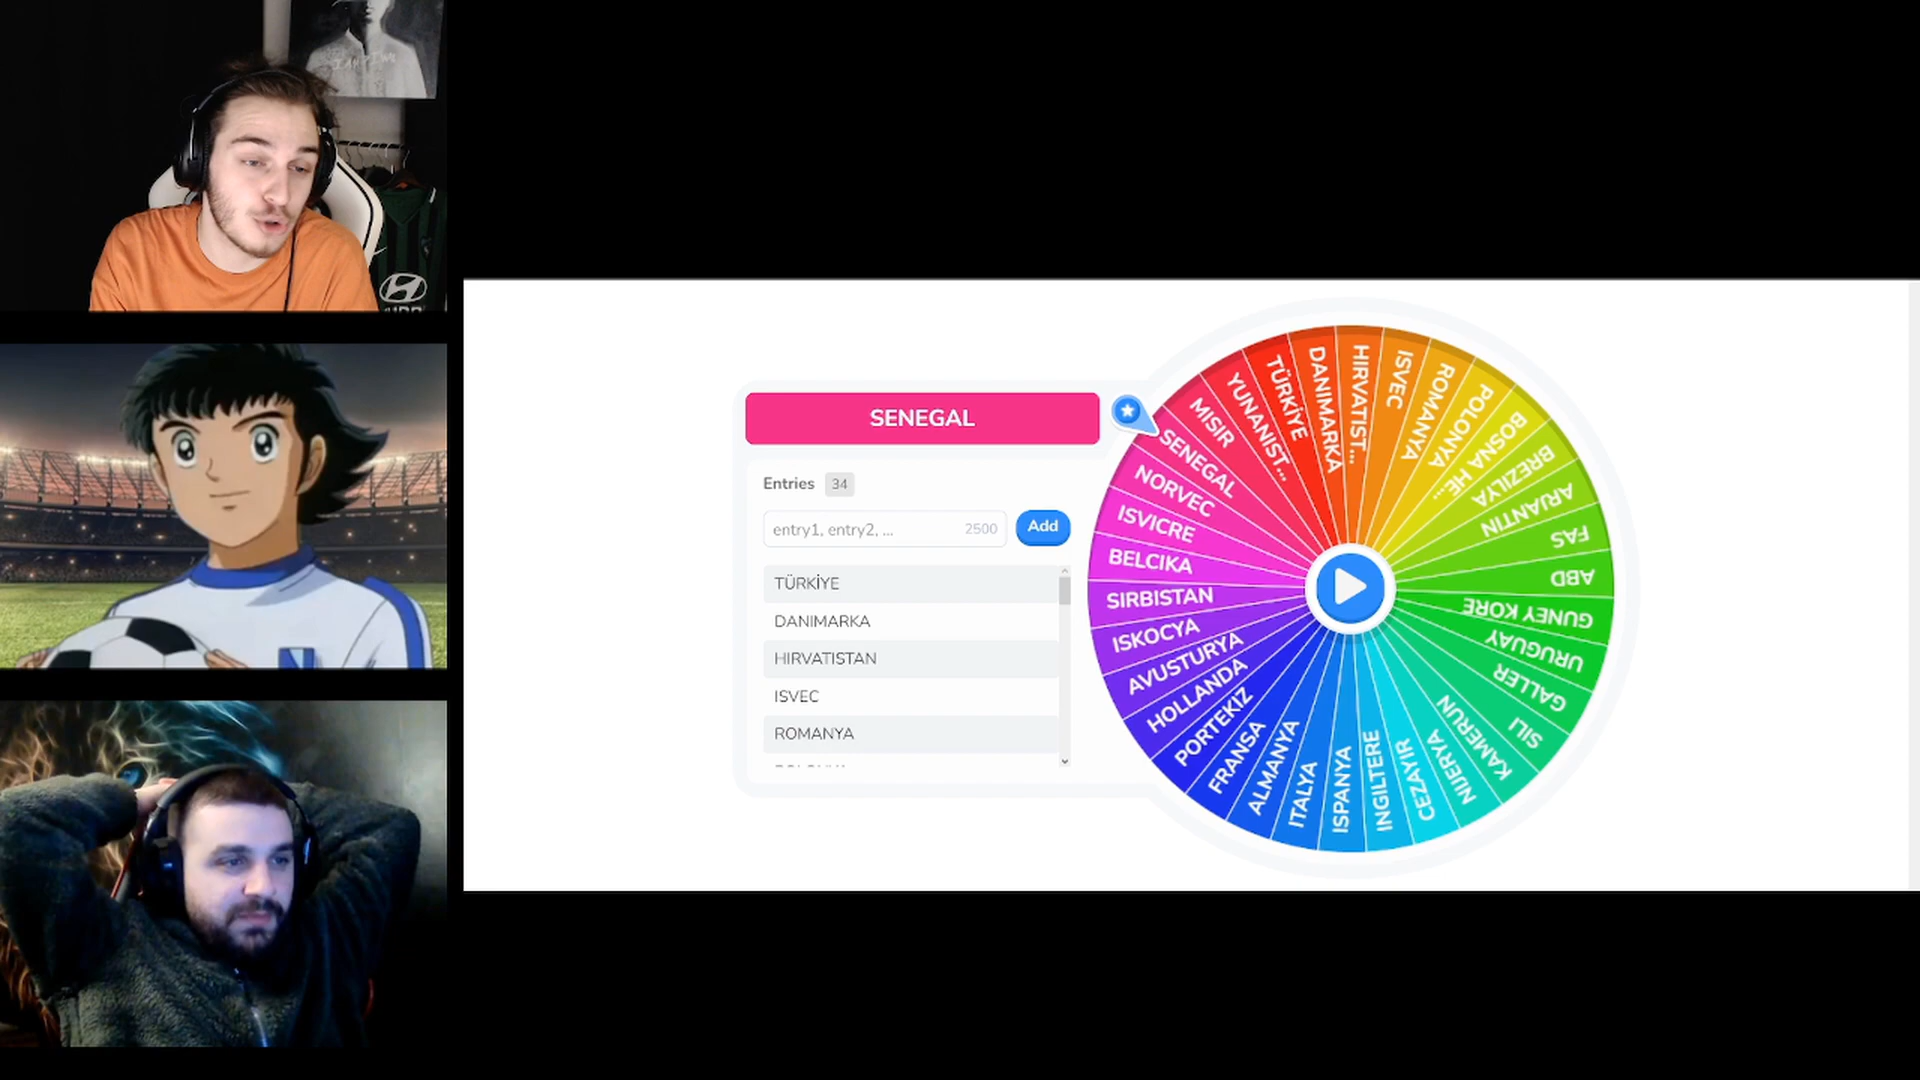 SENEGAL
Entries 34
entry1, entry2, ... 2500
Add
TÜRKİYE
DANIMARKA
HIRVATISTAN
ISVEC
ROMANYA
TÜRKİYE
DANIMARKA
HIRVATIST...
ISVEC
ROMANYA
POLONYA
BOSNA HE...
BREZILYA
ARJANTIN
FAS
ABD
GUNEY KORE
URUGUAY
GALLER
SILI
KAMERUN
NIJERYA
CEZAYIR
INGILTERE
ISPANYA
ITALYA
ALMANYA
FRANSA
PORTEKIZ
HOLLANDA
AVUSTURYA
ISKOCYA
SIRBISTAN
BELCIKA
ISVICRE
NORVEC
SENEGAL
MISIR
YUNANIST...